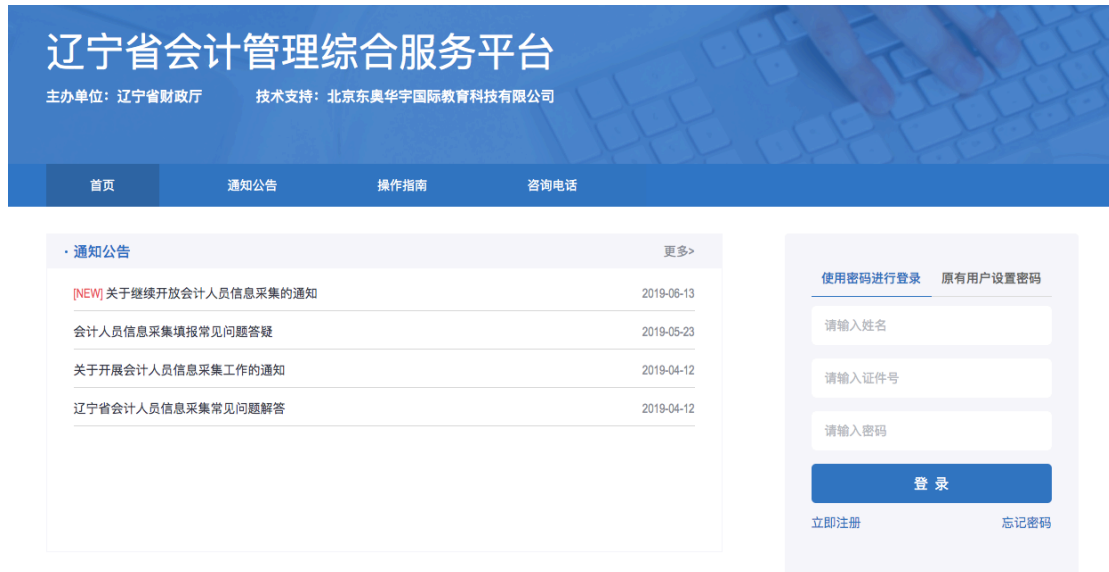 辽宁省会计管理综合服务平台
主办单位：辽宁省财政厅 技术支持：北京东奥华宇国际教育科技有限公司
首页 通知公告 操作指南 咨询电话
·通知公告 更多>
[NEW] 关于继续开放会计人员信息采集的通知 2019-06-13
会计人员信息采集填报常见问题答疑 2019-05-23
关于开展会计人员信息采集工作的通知 2019-04-12
辽宁省会计人员信息采集常见问题解答 2019-04-12
使用密码进行登录 原有用户设置密码
请输入姓名
请输入证件号
请输入密码
登 录
立即注册 忘记密码